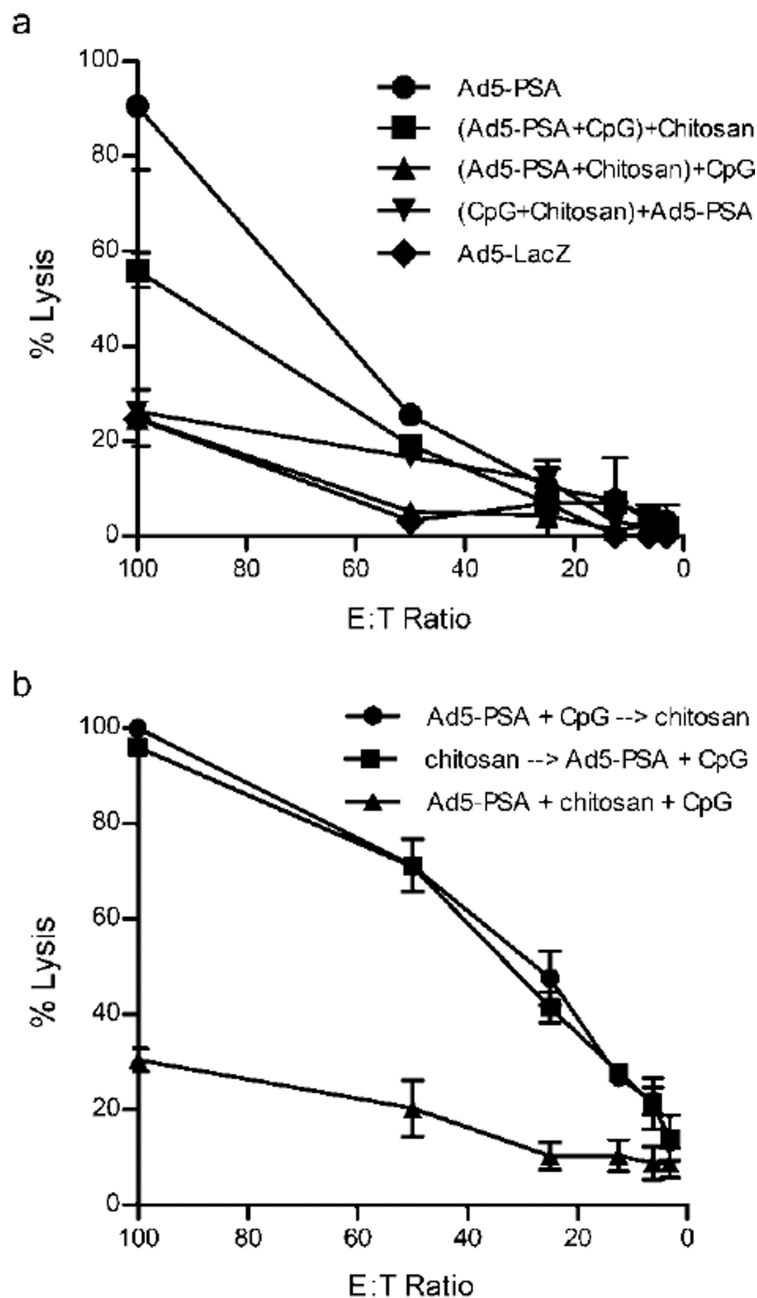 a
100
80
60
40
20
0
% Lysis
100 80 60 40 20 0
E:T Ratio
Ad5-PSA
(Ad5-PSA+CpG)+Chitosan
(Ad5-PSA+Chitosan)+CpG
(CpG+Chitosan)+Ad5-PSA
Ad5-LacZ
b
100
80
60
40
20
0
% Lysis
100 80 60 40 20 0
E:T Ratio
Ad5-PSA + CpG --> chitosan
chitosan --> Ad5-PSA + CpG
Ad5-PSA + chitosan + CpG